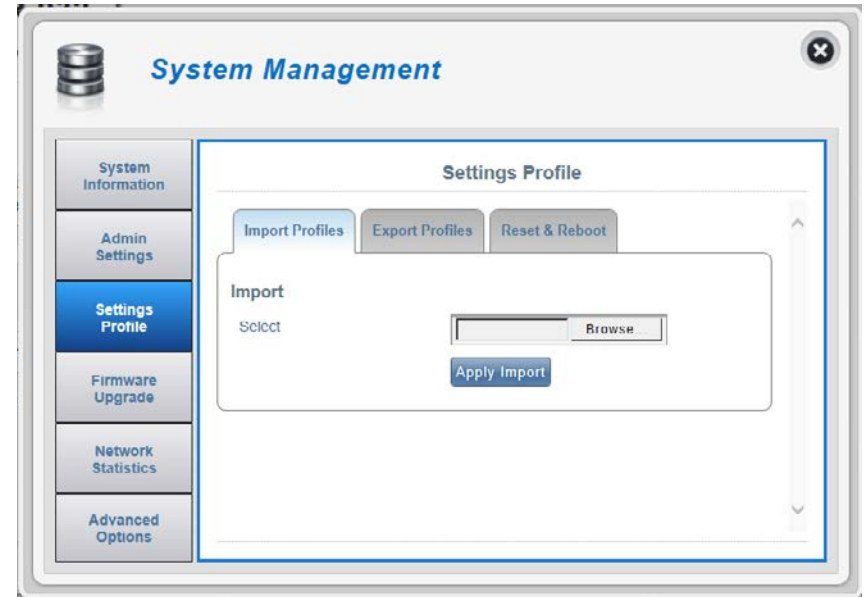 System Management
System
Information
Admin
Settings
Settings
Profile
Firmware
Upgrade
Network
Statistics
Advanced
Options
Settings Profile
Import Profiles
Export Profiles
Reset & Reboot
Import
Select
Browse...
Apply Import